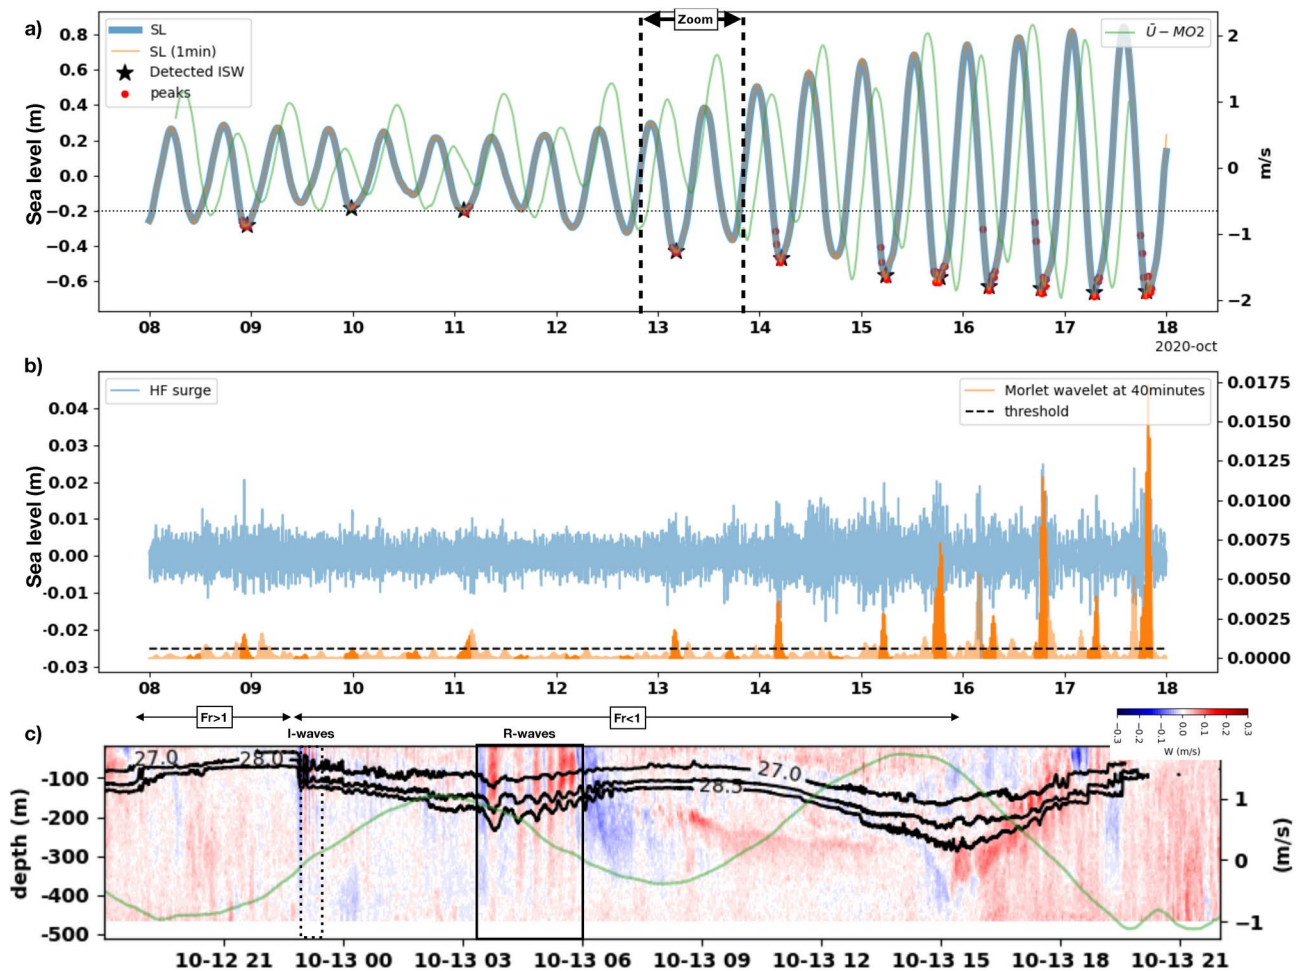 a)
Zoom
SL
SL (1min)
Detected ISW
peaks
Ū − MO2
Sea level (m)
0.8
0.6
0.4
0.2
0.0
−0.2
−0.4
−0.6
2
1
0
−1
−2
m/s
08 09 10 11 12 13 14 15 16 17 18
2020-oct
b)
HF surge
Morlet wavelet at 40minutes
threshold
Sea level (m)
0.04
0.03
0.02
0.01
0.00
-0.01
-0.02
-0.03
0.0175
0.0150
0.0125
0.0100
0.0075
0.0050
0.0025
0.0000
08 09 10 11 12 13 14 15 16 17 18
Fr>1
Fr<1
c)
I-waves
R-waves
-0.3 -0.2 -0.1 0.0 0.1 0.2 0.3
W (m/s)
27.0 28.0
27.0
28.5
depth (m)
-100
-200
-300
-400
-500
1
0
−1
(m/s)
10-12 21 10-13 00 10-13 03 10-13 06 10-13 09 10-13 12 10-13 15 10-13 18 10-13 21